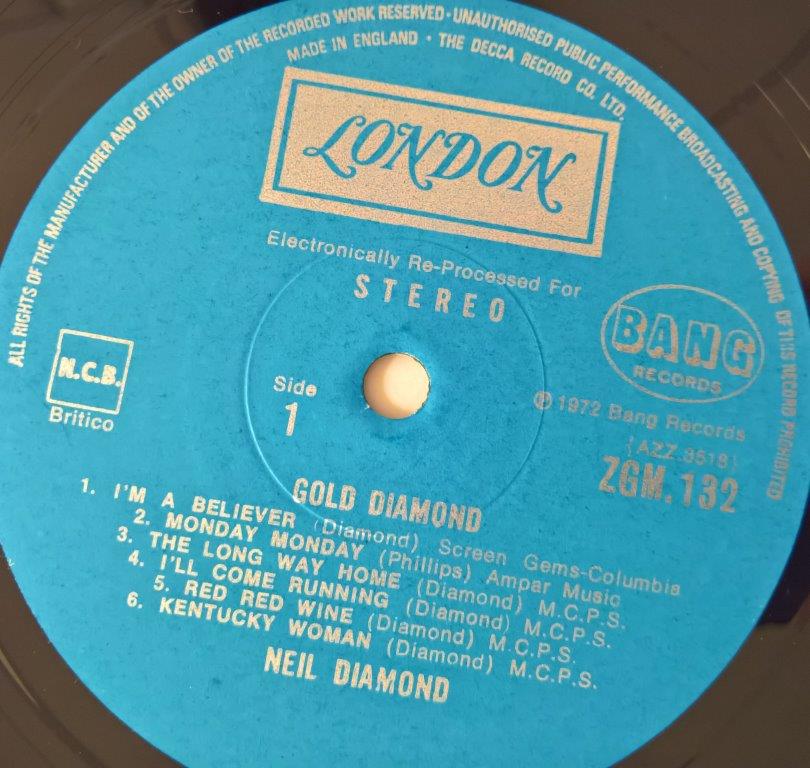 ALL RIGHTS OF THE MANUFACTURER AND OF THE OWNER OF THE RECORDED WORK RESERVED · UNAUTHORISED PUBLIC PERFORMANCE BROADCASTING AND COPYING OF THIS RECORD PROHIBITED
MADE IN ENGLAND · THE DECCA RECORD CO. LTD.
LONDON
Electronically Re-Processed For
STEREO
BANG
RECORDS
N.C.B.
Britico
Side
1
℗ 1972 Bang Records
(AZZ.3518)
ZGM.132
GOLD DIAMOND
1. I'M A BELIEVER (Diamond) Screen Gems-Columbia
2. MONDAY MONDAY (Phillips) Ampar Music
3. THE LONG WAY HOME (Diamond) M.C.P.S.
4. I'LL COME RUNNING (Diamond) M.C.P.S.
5. RED RED WINE (Diamond) M.C.P.S.
6. KENTUCKY WOMAN (Diamond) M.C.P.S.
NEIL DIAMOND